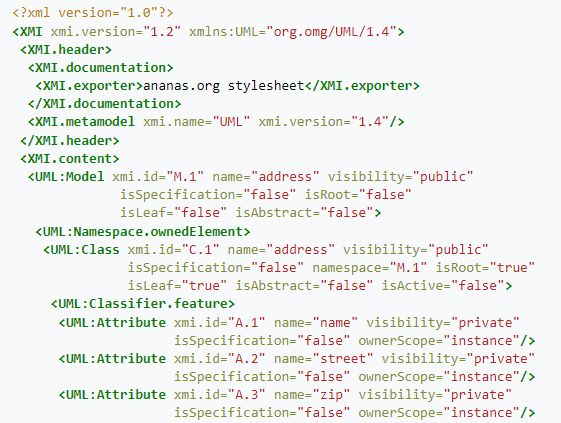 <?xml version="1.0"?>
<XMI xmi.version="1.2" xmlns:UML="org.omg/UML/1.4">
<XMI.header>
<XMI.documentation>
<XMI.exporter>ananas.org stylesheet</XMI.exporter>
</XMI.documentation>
<XMI.metamodel xmi.name="UML" xmi.version="1.4"/>
</XMI.header>
<XMI.content>
<UML:Model xmi.id="M.1" name="address" visibility="public"
isSpecification="false" isRoot="false"
isLeaf="false" isAbstract="false">
<UML:Namespace.ownedElement>
<UML:Class xmi.id="C.1" name="address" visibility="public"
isSpecification="false" namespace="M.1" isRoot="true"
isLeaf="true" isAbstract="false" isActive="false">
<UML:Classifier.feature>
<UML:Attribute xmi.id="A.1" name="name" visibility="private"
isSpecification="false" ownerScope="instance"/>
<UML:Attribute xmi.id="A.2" name="street" visibility="private"
isSpecification="false" ownerScope="instance"/>
<UML:Attribute xmi.id="A.3" name="zip" visibility="private"
isSpecification="false" ownerScope="instance"/>